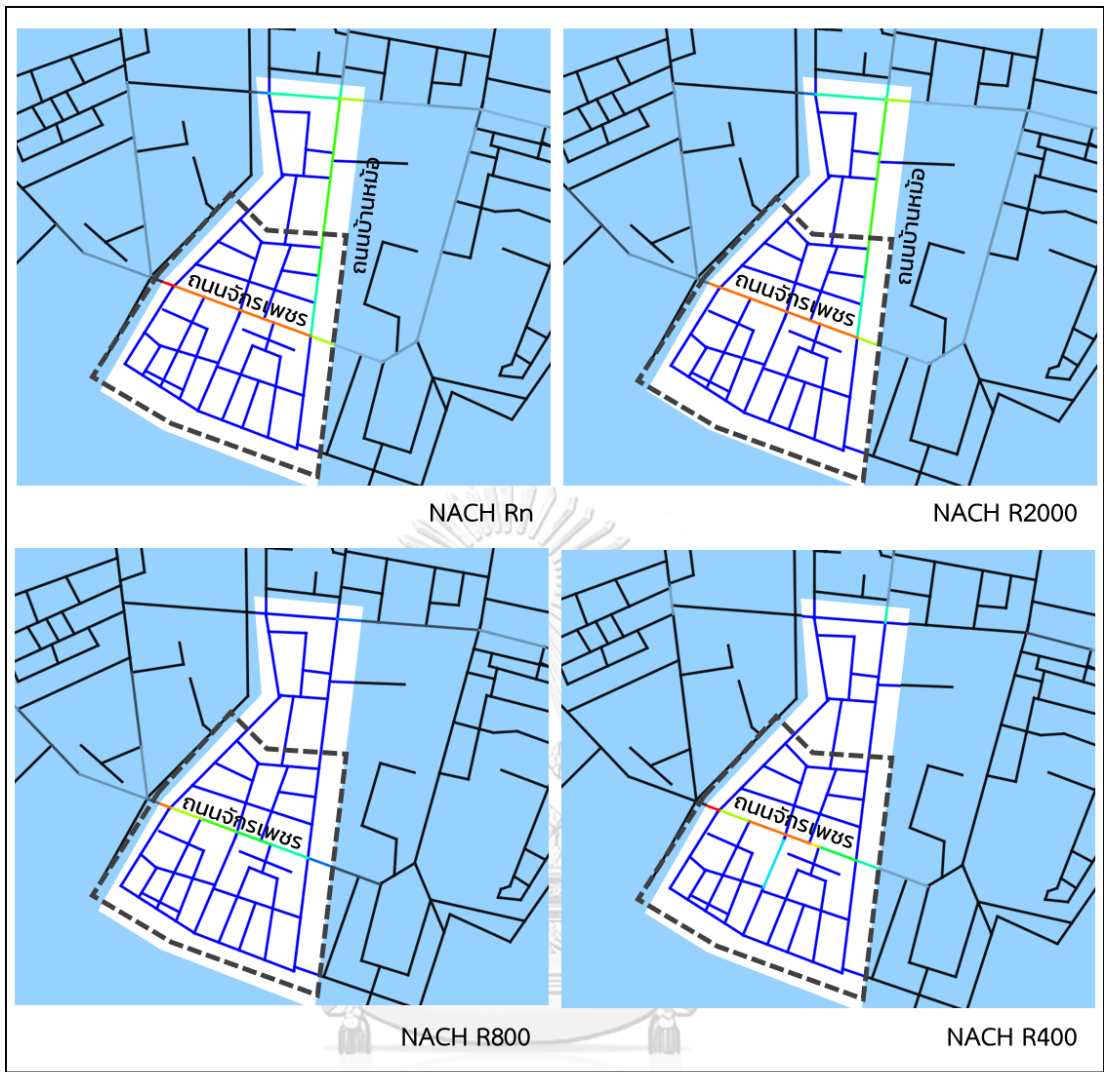 ถนนบ้านหม้อ
ถนนจักรเพชร
ถนนบ้านหม้อ
ถนนจักรเพชร
NACH Rn
NACH R2000
ถนนจักรเพชร
ถนนจักรเพชร
NACH R800
NACH R400